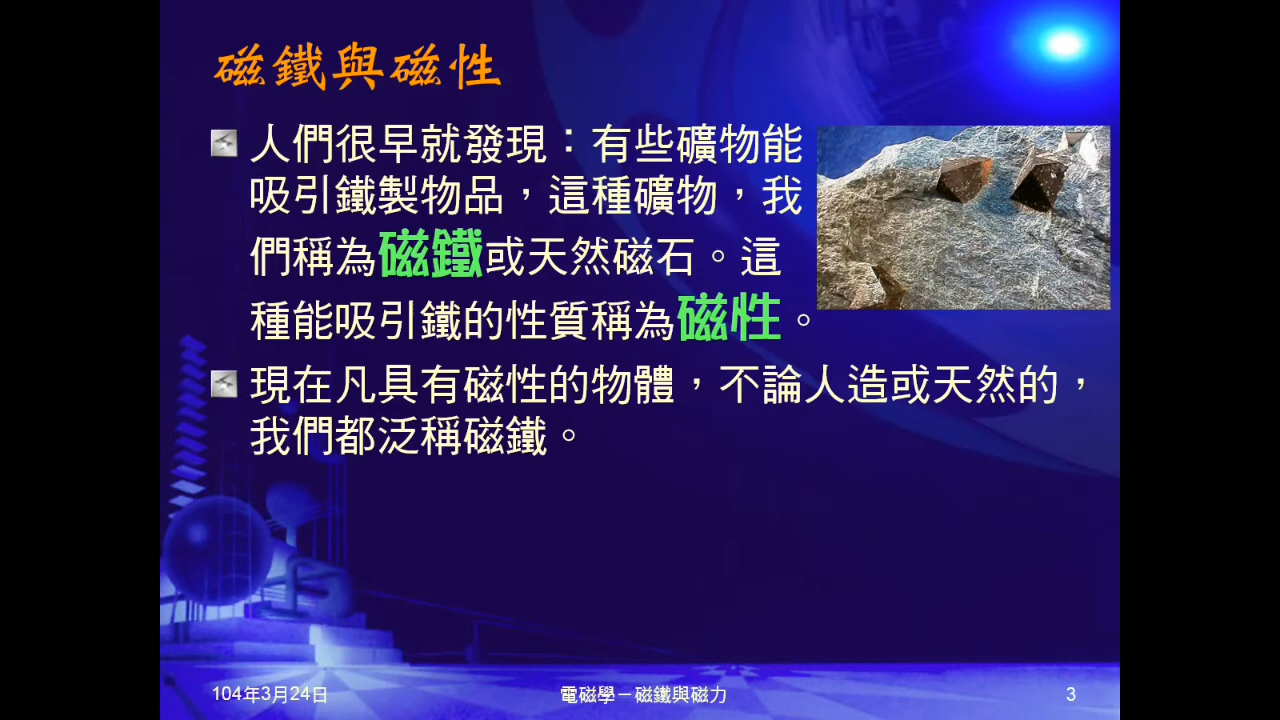 磁鐵與磁性
人們很早就發現：有些礦物能
吸引鐵製物品，這種礦物，我
們稱為磁鐵或天然磁石。這
種能吸引鐵的性質稱為磁性。
現在凡具有磁性的物體，不論人造或天然的，
我們都泛稱磁鐵。
104年3月24日
電磁學－磁鐵與磁力
3